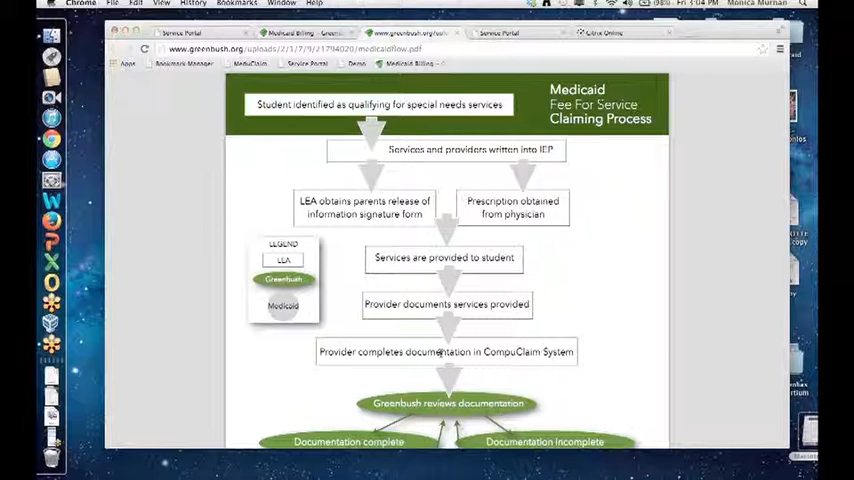 Chrome File Edit View History Bookmarks Window Help
(98%) Fri 3:04 PM Monica Murnan
Service Portal
Medicaid Billing - Greenb
Service Portal
Citrix Online
www.greenbush.org/uploads/2/1/7/9/21794020/medicaidflow.pdf
Apps Bookmark Manager MeduClaim Service Portal Demo Medicaid Billing -
Student identified as qualifying for special needs services
Medicaid
Fee For Service
Claiming Process
Services and providers written into IEP
LEA obtains parents release of
information signature form
Prescription obtained
from physician
LEGEND
LEA
Greenbush
Medicaid
Services are provided to student
Provider documents services provided
Provider completes documentation in CompuClaim System
Greenbush reviews documentation
Documentation complete
Documentation incomplete